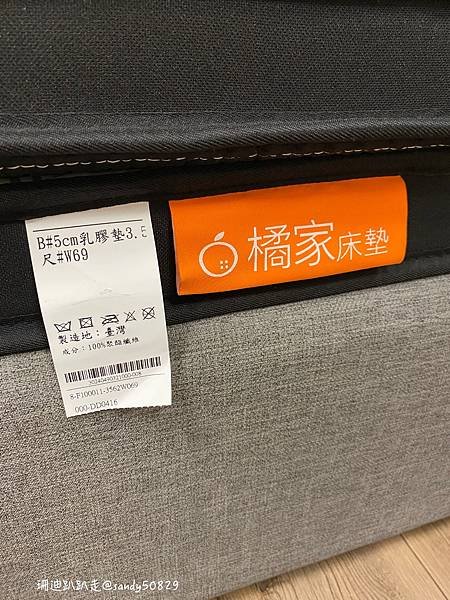 B#5cm乳膠墊3.5
尺#W69
製造地：臺灣
成分：100%聚酯纖維
8-F100011-3562W069
000-DD0416
橘家床墊
珊迪趴趴走@sandy50829